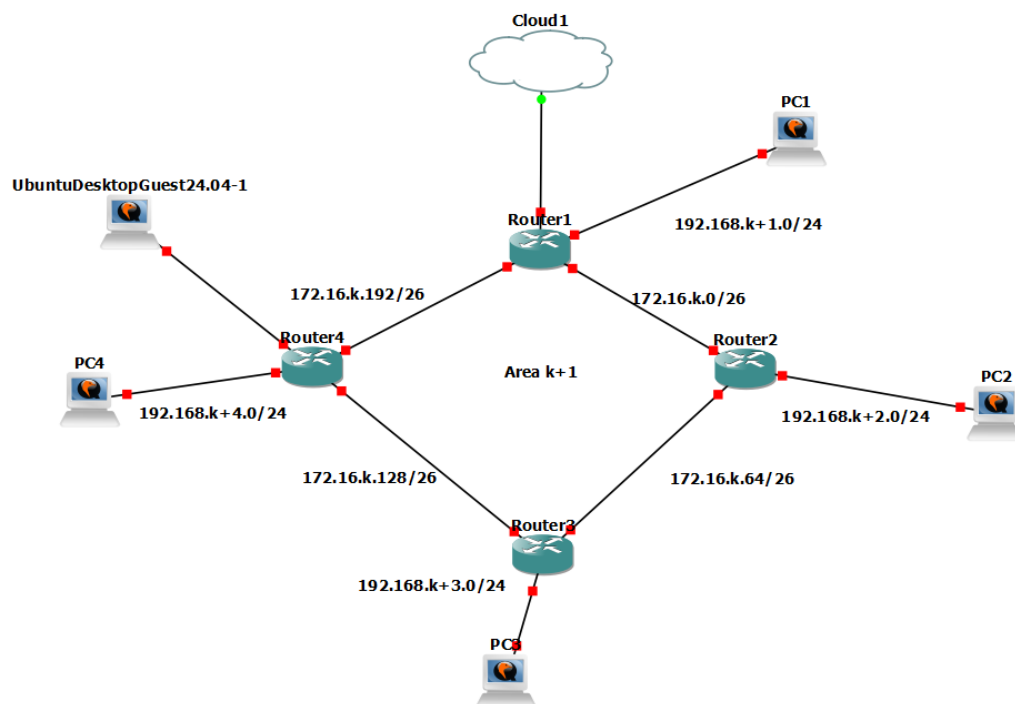 Cloud1
PC1
UbuntuDesktopGuest24.04-1
Router1
192.168.k+1.0/24
172.16.k.192/26
172.16.k.0/26
Router4
Router2
PC4
Area k+1
PC2
192.168.k+4.0/24
192.168.k+2.0/24
172.16.k.128/26
172.16.k.64/26
Router3
192.168.k+3.0/24
PC3